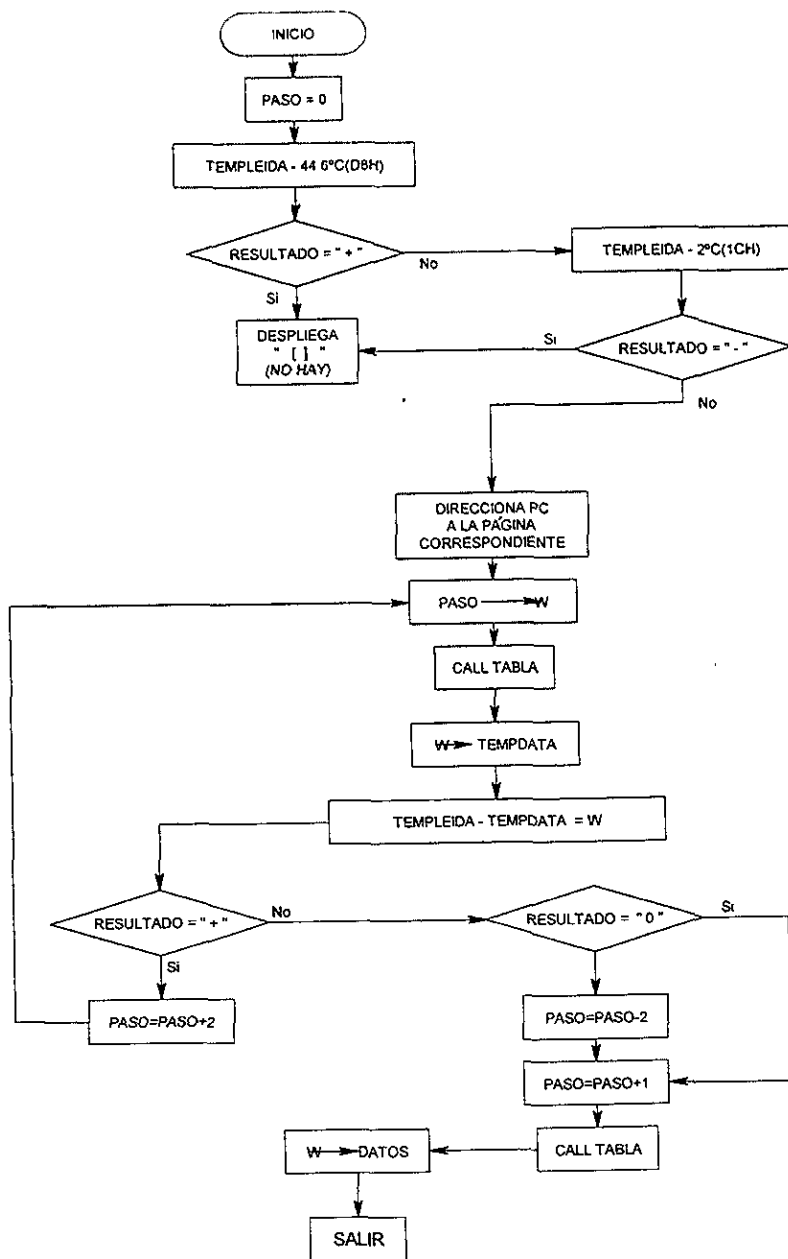 INICIO
PASO = 0
TEMPLEIDA - 44 6ºC(D8H)
RESULTADO = " + "
No
Si
TEMPLEIDA - 2ºC(1CH)
DESPLIEGA
" [ ] "
(NO HAY)
Si
RESULTADO = " - "
No
DIRECCIONA PC
A LA PÁGINA
CORRESPONDIENTE
PASO W
CALL TABLA
W TEMPDATA
TEMPLEIDA - TEMPDATA = W
RESULTADO = " + "
No
Si
RESULTADO = " 0 "
Si
PASO=PASO+2
PASO=PASO-2
PASO=PASO+1
CALL TABLA
W DATOS
SALIR